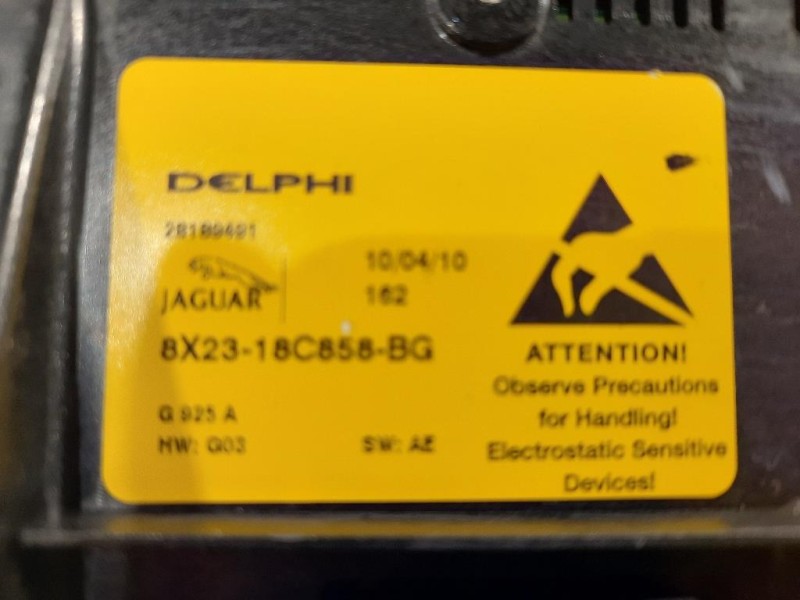 DELPHI
28189491
JAGUAR
10/04/10
162
8X23-18C858-BG
G 925 A
HW: G03
SW: AE
ATTENTION!
Observe Precautions
for Handling!
Electrostatic Sensitive
Devices!